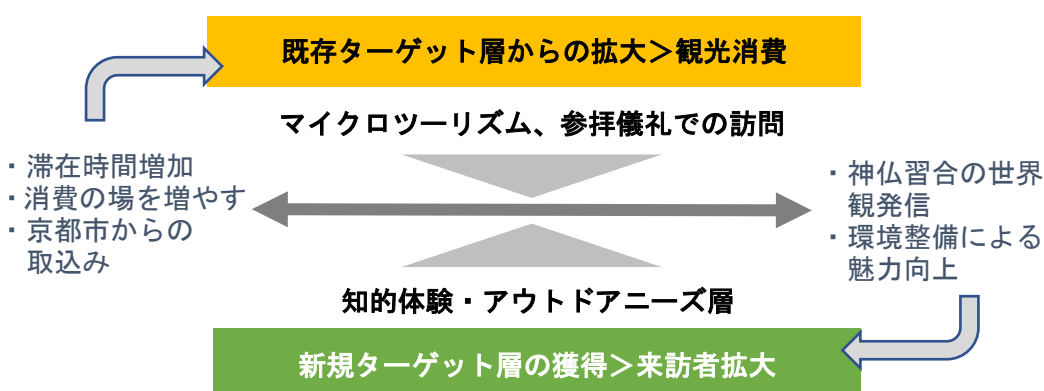 既存ターゲット層からの拡大＞観光消費
マイクロツーリズム、参拝儀礼での訪問
・滞在時間増加
・消費の場を増やす
・京都市からの
取込み
・神仏習合の世界
観発信
・環境整備による
魅力向上
知的体験・アウトドアニーズ層
新規ターゲット層の獲得＞来訪者拡大